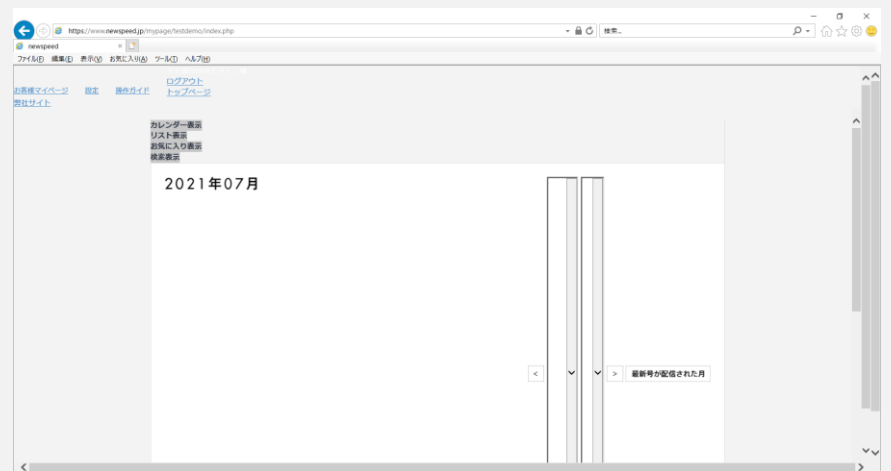 https://www.newspeed.jp/mypage/testdemo/index.php
検索...
newspeed
ファイル(F) 編集(E) 表示(V) お気に入り(A) ツール(T) ヘルプ(H)
ログアウト
お客様マイページ 設定 操作ガイド トップページ
弊社サイト
カレンダー表示
リスト表示
お気に入り表示
検索表示
2021年07月
< > 最新号が配信された月